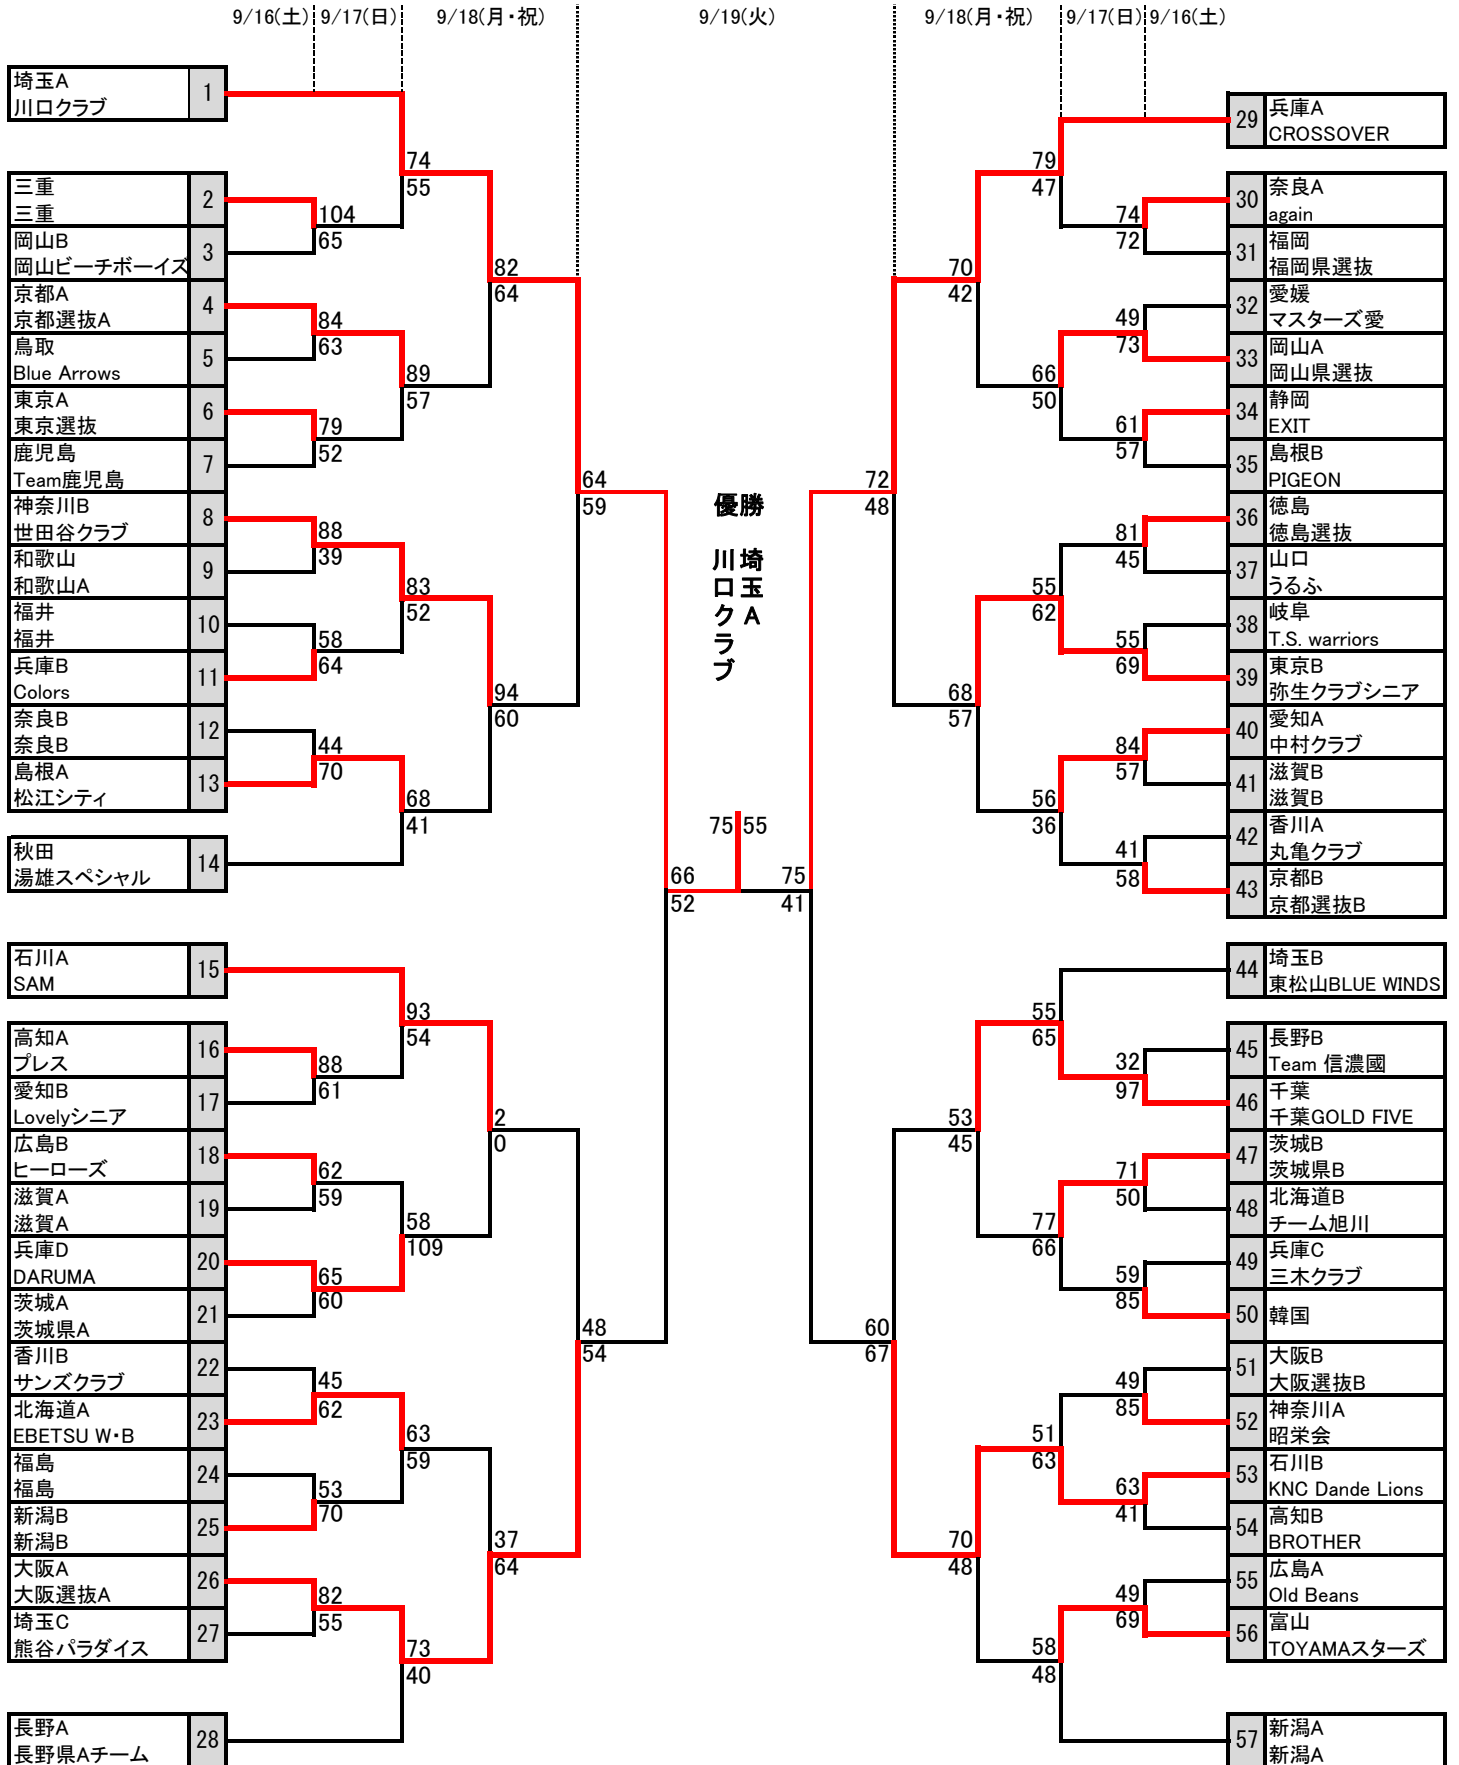 9/16(土) 9/17(日) 9/18(月・祝) 9/19(火) 9/18(月・祝) 9/17(日) 9/16(土)
埼玉A
川口クラブ
1
74
55
三重
三重
2
104
65
岡山B
岡山ビーチボーイズ
3
82
64
京都A
京都選抜A
4
84
63
鳥取
Blue Arrows
5
89
57
東京A
東京選抜
6
79
52
鹿児島
Team鹿児島
7
64
59
神奈川B
世田谷クラブ
8
88
39
和歌山
和歌山A
9
83
52
福井
福井
10
58
64
兵庫B
Colors
11
94
60
奈良B
奈良B
12
44
70
島根A
松江シティ
13
68
41
秋田
湯雄スペシャル
14
66
52
石川A
SAM
15
93
54
高知A
プレス
16
88
61
愛知B
Lovelyシニア
17
2
0
広島B
ヒーローズ
18
62
59
滋賀A
滋賀A
19
58
109
兵庫D
DARUMA
20
65
60
茨城A
茨城県A
21
48
54
香川B
サンズクラブ
22
45
62
北海道A
EBETSU W・B
23
63
59
福島
福島
24
53
70
新潟B
新潟B
25
37
64
大阪A
大阪選抜A
26
82
55
埼玉C
熊谷パラダイス
27
73
40
長野A
長野県Aチーム
28
優勝
埼玉A
川口クラブ
75 55
29
兵庫A
CROSSOVER
79
47
30
奈良A
again
74
72
31
福岡
福岡県選抜
70
42
32
愛媛
マスターズ愛
49
73
33
岡山A
岡山県選抜
66
50
34
静岡
EXIT
61
57
35
島根B
PIGEON
72
48
36
徳島
徳島選抜
81
45
37
山口
うるふ
55
62
38
岐阜
T.S. warriors
55
69
39
東京B
弥生クラブシニア
68
57
40
愛知A
中村クラブ
84
57
41
滋賀B
滋賀B
56
36
42
香川A
丸亀クラブ
41
58
43
京都B
京都選抜B
75
41
44
埼玉B
東松山BLUE WINDS
55
65
45
長野B
Team 信濃國
32
97
46
千葉
千葉GOLD FIVE
53
45
47
茨城B
茨城県B
71
50
48
北海道B
チーム旭川
77
66
49
兵庫C
三木クラブ
59
85
50
韓国
60
67
51
大阪B
大阪選抜B
49
85
52
神奈川A
昭栄会
51
63
53
石川B
KNC Dande Lions
63
41
54
高知B
BROTHER
70
48
55
広島A
Old Beans
49
69
56
富山
TOYAMAスターズ
58
48
57
新潟A
新潟A